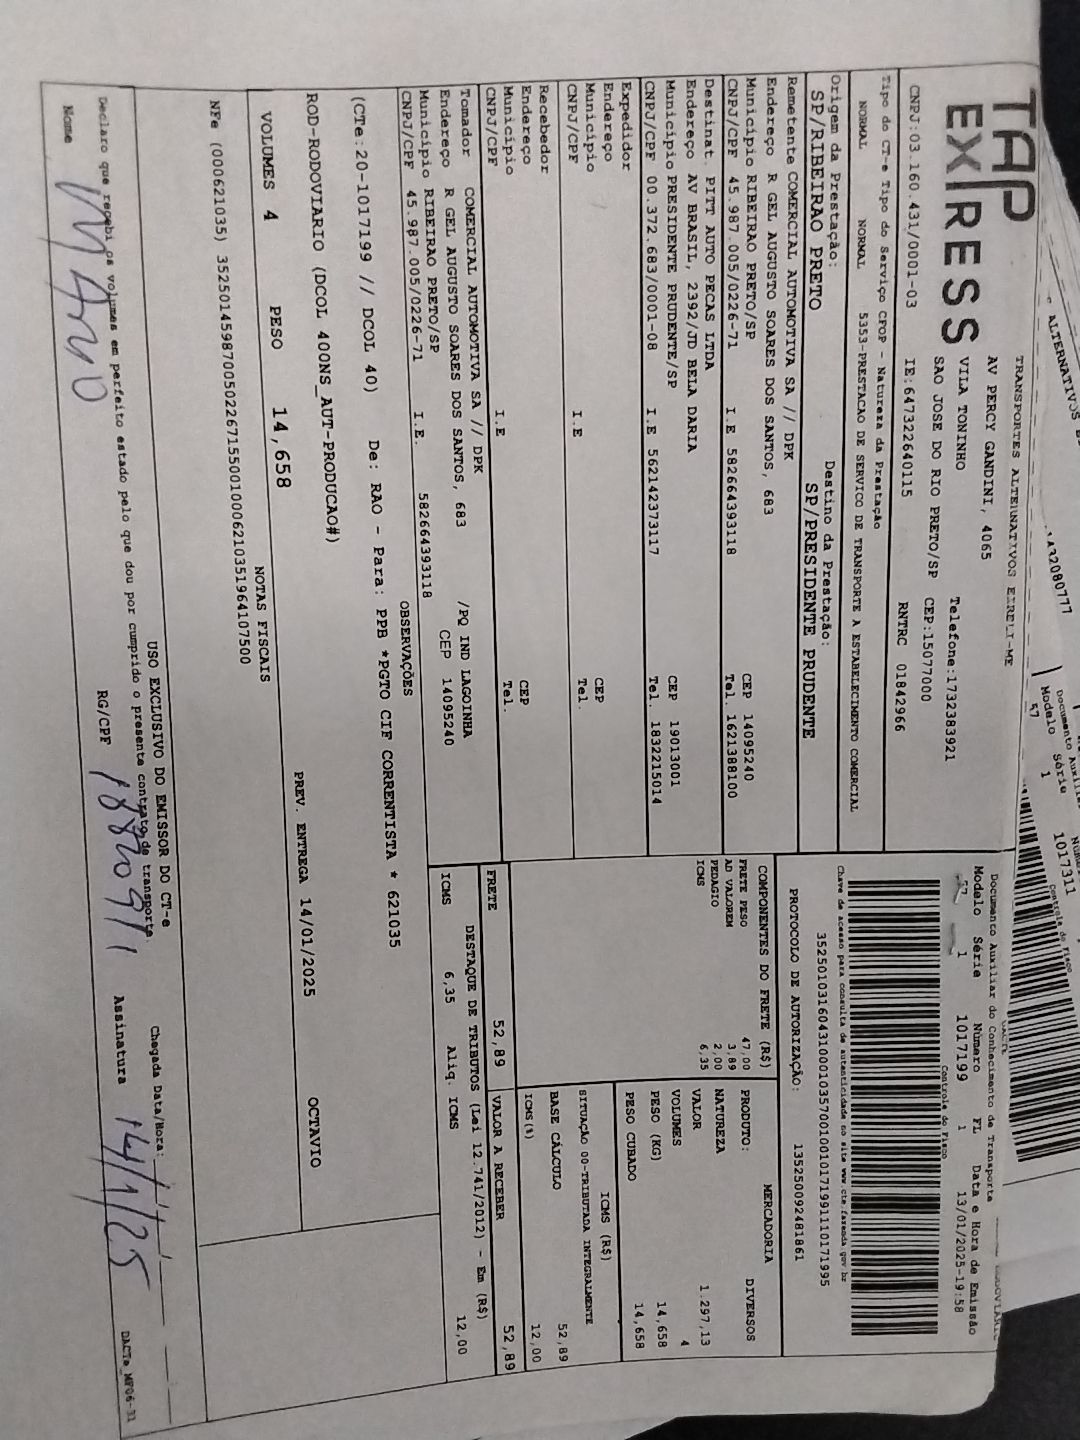 TAP
EXPRESS
TRANSPORTES ALTERNATIVOS EIRELI-ME
AV PERCY GANDINI, 4065
VILA TONINHO Telefone:1732383921
SAO JOSE DO RIO PRETO/SP CEP:15077000
CNPJ:03.160.431/0001-03 IE:647322640115 RNTRC 01842966
Documento Auxiliar do Conhecimento de Transporte
Modelo Série Número FL Data e Hora de Emissão
57 1 1017199 1 13/01/2025-19:58
Controle do Fisco
Chave de acesso para consulta de autenticidade no site www.cte.fazenda.gov.br
35250103160431000103570010010171991110171995
PROTOCOLO DE AUTORIZAÇÃO: 135250092481861
Tipo do CT-e Tipo do Serviço CFOP - Natureza da Prestação
NORMAL NORMAL 5353-PRESTACAO DE SERVICO DE TRANSPORTE A ESTABELECIMENTO COMERCIAL
Origem da Prestação: Destino da Prestação:
SP/RIBEIRAO PRETO SP/PRESIDENTE PRUDENTE
Remetente COMERCIAL AUTOMOTIVA SA // DPK
Endereço R GEL AUGUSTO SOARES DOS SANTOS, 683
Município RIBEIRAO PRETO/SP CEP 14095240
CNPJ/CPF 45.987.005/0226-71 I.E 582664393118 Tel. 1621388100
Destinat. PITT AUTO PECAS LTDA
Endereço AV BRASIL, 2392/JD BELA DARIA
Município PRESIDENTE PRUDENTE/SP CEP 19013001
CNPJ/CPF 00.372.683/0001-08 I.E 562142373117 Tel. 1832215014
Expedidor
Endereço
Município CEP
CNPJ/CPF I.E Tel.
Recebedor
Endereço
Município CEP
CNPJ/CPF I.E Tel.
Tomador COMERCIAL AUTOMOTIVA SA // DPK
Endereço R GEL AUGUSTO SOARES DOS SANTOS, 683 /PQ IND LAGOINHA
Município RIBEIRAO PRETO/SP CEP 14095240
CNPJ/CPF 45.987.005/0226-71 I.E. 582664393118
COMPONENTES DO FRETE (R$)
FRETE PESO 47,00
AD VALOREM 3,89
PEDAGIO 2,00
ICMS 6,35
MERCADORIA
PRODUTO: DIVERSOS
NATUREZA
VALOR 1.297,13
VOLUMES 4
PESO (KG) 14,658
PESO CUBADO 14,658
ICMS (R$)
SITUAÇÃO 00-TRIBUTADA INTEGRALMENTE
BASE CÁLCULO 52,89
ICMS(%) 12,00
FRETE 52,89 VALOR A RECEBER 52,89
DESTAQUE DE TRIBUTOS (Lei 12.741/2012) - Em (R$)
ICMS 6,35 Aliq. ICMS 12,00
OBSERVAÇÕES
(CTe:20-1017199 // DCOL 40) De: RAO - Para: PPB *PGTO CIF CORRENTISTA * 621035
ROD-RODOVIARIO (DCOL 400NS_AUT-PRODUCAO#)
VOLUMES 4 PESO 14,658 PREV. ENTREGA 14/01/2025 OCTAVIO
NOTAS FISCAIS
NFe (000621035) 35250145987005022671550010006210351964107500
USO EXCLUSIVO DO EMISSOR DO CT-e
Declaro que recebi os volumes em perfeito estado pelo que dou por cumprido o presente contrato de transporte Chegada Data/Hora:
Nome RG/CPF Assinatura 14/1/25
DACTe_MF06-31
1017311
Modelo Série
57 1